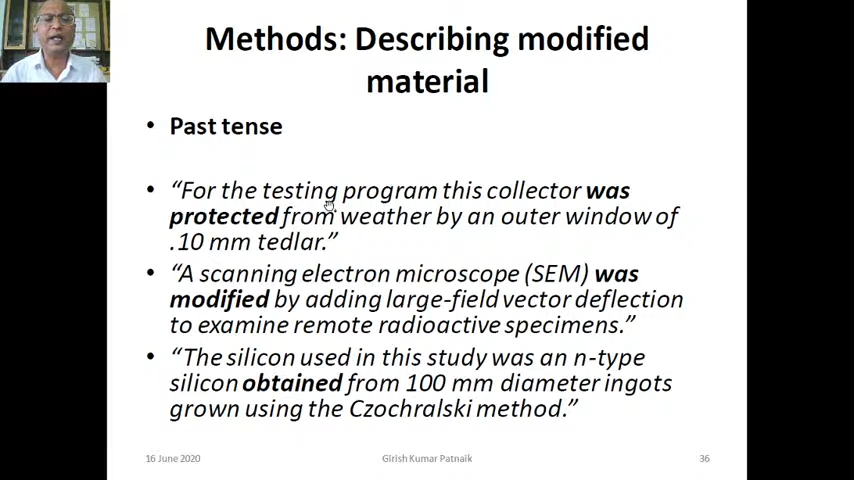 Methods: Describing modified
material
• Past tense
• “For the testing program this collector was
protected from weather by an outer window of
.10 mm tedlar.”
• “A scanning electron microscope (SEM) was
modified by adding large-field vector deflection
to examine remote radioactive specimens.”
• “The silicon used in this study was an n-type
silicon obtained from 100 mm diameter ingots
grown using the Czochralski method.”
16 June 2020
Girish Kumar Patnaik
36